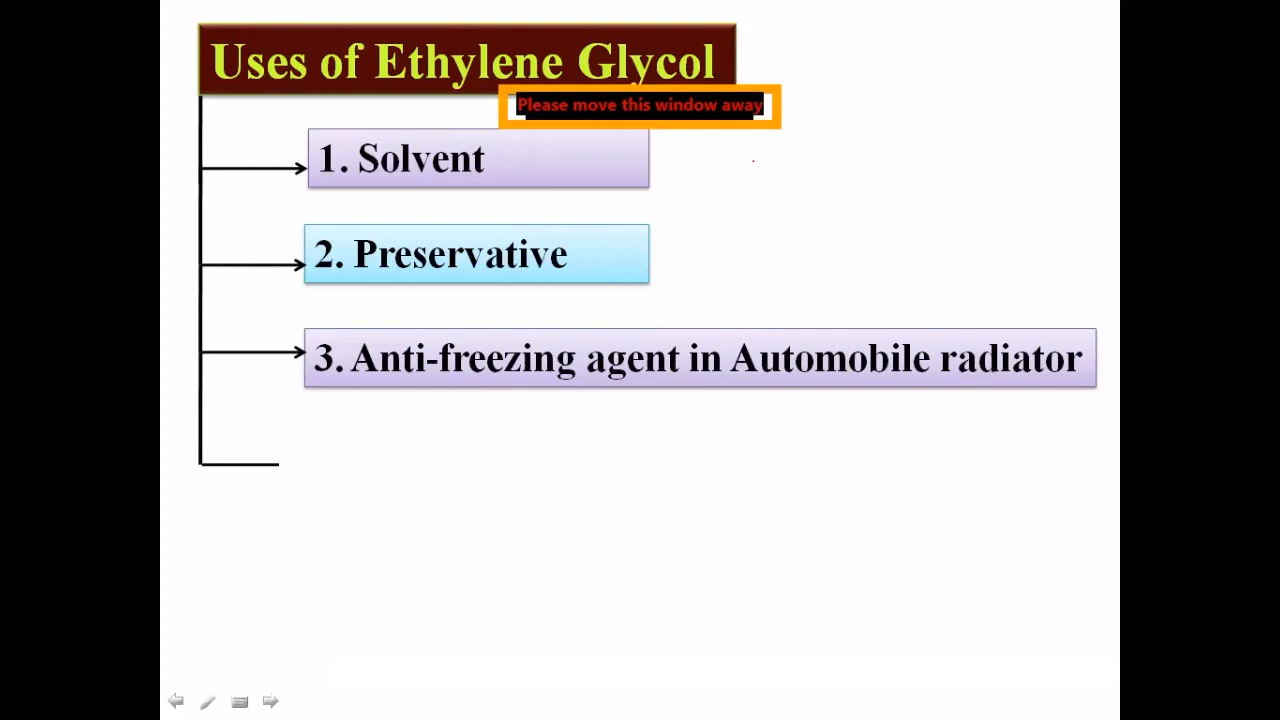 Uses of Ethylene Glycol
Please move this window away
1. Solvent
2. Preservative
3. Anti-freezing agent in Automobile radiator